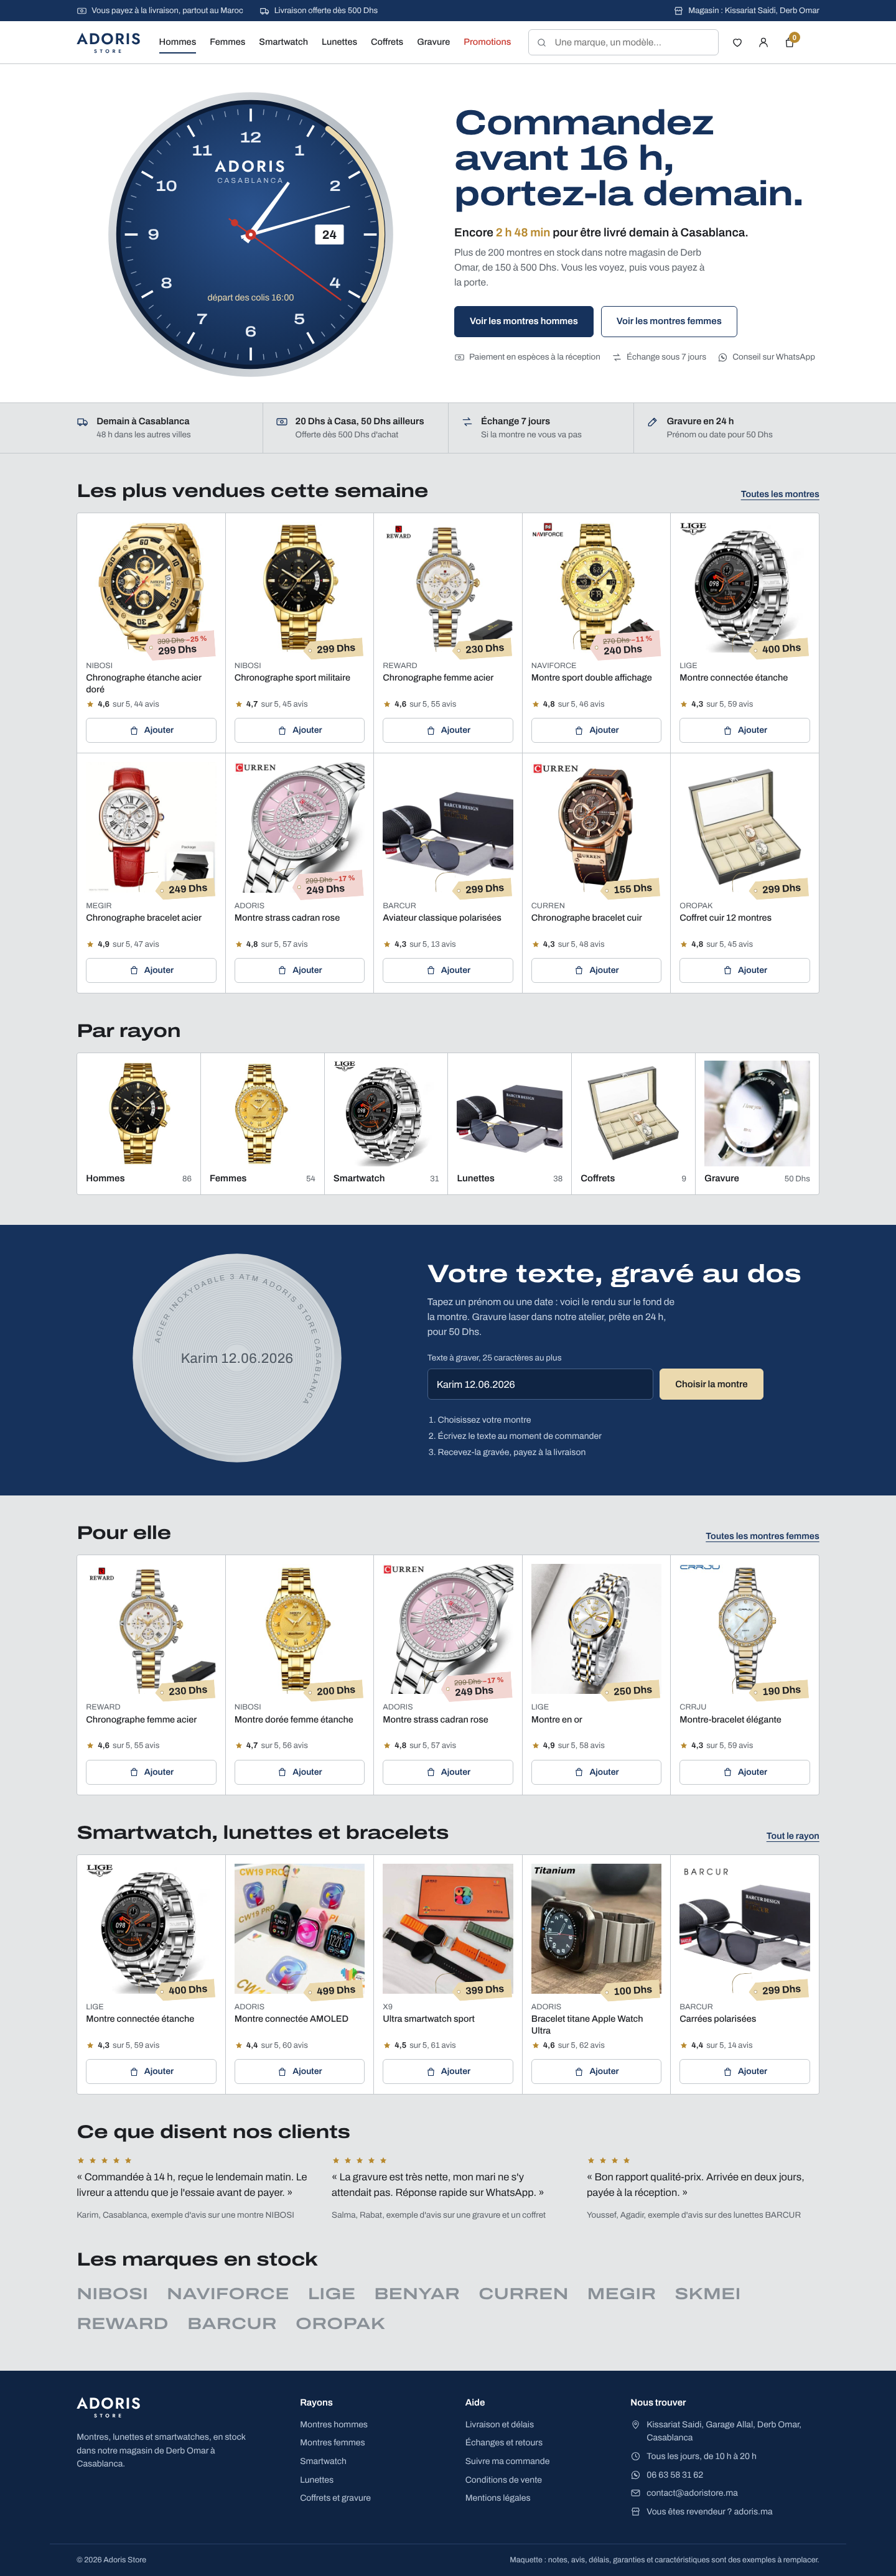 Vous payez à la livraison, partout au Maroc
Livraison offerte dès 500 Dhs
Magasin : Kissariat Saidi, Derb Omar
ADORIS
STORE
Hommes
Femmes
Smartwatch
Lunettes
Coffrets
Gravure
Promotions
Une marque, un modèle...
0
12
1
2
24
4
5
6
7
8
9
10
11
ADORIS
CASABLANCA
départ des colis 16:00
Commandez
avant 16 h,
portez-la demain.
Encore 2 h 48 min pour être livré demain à Casablanca.
Plus de 200 montres en stock dans notre magasin de Derb
Omar, de 150 à 500 Dhs. Vous les voyez, puis vous payez à
la porte.
Voir les montres hommes
Voir les montres femmes
Paiement en espèces à la réception
Échange sous 7 jours
Conseil sur WhatsApp
Demain à Casablanca
48 h dans les autres villes
20 Dhs à Casa, 50 Dhs ailleurs
Offerte dès 500 Dhs d'achat
Échange 7 jours
Si la montre ne vous va pas
Gravure en 24 h
Prénom ou date pour 50 Dhs
Les plus vendues cette semaine
Toutes les montres
399 Dhs −25 %
299 Dhs
NIBOSI
Chronographe étanche acier
doré
4,6 sur 5, 44 avis
Ajouter
299 Dhs
NIBOSI
Chronographe sport militaire
4,7 sur 5, 45 avis
Ajouter
REWARD
230 Dhs
REWARD
Chronographe femme acier
4,6 sur 5, 55 avis
Ajouter
NAVIFORCE
270 Dhs −11 %
240 Dhs
NAVIFORCE
Montre sport double affichage
4,8 sur 5, 46 avis
Ajouter
LIGE
400 Dhs
LIGE
Montre connectée étanche
4,3 sur 5, 59 avis
Ajouter
249 Dhs
MEGIR
Chronographe bracelet acier
4,9 sur 5, 47 avis
Ajouter
CURREN
299 Dhs −17 %
249 Dhs
ADORIS
Montre strass cadran rose
4,8 sur 5, 57 avis
Ajouter
BARCUR DESIGN
299 Dhs
BARCUR
Aviateur classique polarisées
4,3 sur 5, 13 avis
Ajouter
CURREN
CURREN
155 Dhs
CURREN
Chronographe bracelet cuir
4,3 sur 5, 48 avis
Ajouter
299 Dhs
OROPAK
Coffret cuir 12 montres
4,8 sur 5, 45 avis
Ajouter
Par rayon
Hommes
86
Femmes
54
LIGE
Smartwatch
31
BARCUR DESIGN
Lunettes
38
Coffrets
9
Gravure
50 Dhs
ACIER INOXYDABLE 3 ATM ADORIS STORE CASABLANCA
Karim 12.06.2026
Votre texte, gravé au dos
Tapez un prénom ou une date : voici le rendu sur le fond de
la montre. Gravure laser dans notre atelier, prête en 24 h,
pour 50 Dhs.
Texte à graver, 25 caractères au plus
Karim 12.06.2026
Choisir la montre
1. Choisissez votre montre
2. Écrivez le texte au moment de commander
3. Recevez-la gravée, payez à la livraison
Pour elle
Toutes les montres femmes
REWARD
230 Dhs
REWARD
Chronographe femme acier
4,6 sur 5, 55 avis
Ajouter
200 Dhs
NIBOSI
Montre dorée femme étanche
4,7 sur 5, 56 avis
Ajouter
CURREN
299 Dhs −17 %
249 Dhs
ADORIS
Montre strass cadran rose
4,8 sur 5, 57 avis
Ajouter
250 Dhs
LIGE
Montre en or
4,9 sur 5, 58 avis
Ajouter
CRRJU
190 Dhs
CRRJU
Montre-bracelet élégante
4,3 sur 5, 59 avis
Ajouter
Smartwatch, lunettes et bracelets
Tout le rayon
LIGE
400 Dhs
LIGE
Montre connectée étanche
4,3 sur 5, 59 avis
Ajouter
CW19 PRO
499 Dhs
ADORIS
Montre connectée AMOLED
4,4 sur 5, 60 avis
Ajouter
399 Dhs
X9
Ultra smartwatch sport
4,5 sur 5, 61 avis
Ajouter
Titanium
100 Dhs
ADORIS
Bracelet titane Apple Watch
Ultra
4,6 sur 5, 62 avis
Ajouter
BARCUR
BARCUR DESIGN
299 Dhs
BARCUR
Carrées polarisées
4,4 sur 5, 14 avis
Ajouter
Ce que disent nos clients
« Commandée à 14 h, reçue le lendemain matin. Le
livreur a attendu que je l'essaie avant de payer. »
Karim, Casablanca, exemple d'avis sur une montre NIBOSI
« La gravure est très nette, mon mari ne s'y
attendait pas. Réponse rapide sur WhatsApp. »
Salma, Rabat, exemple d'avis sur une gravure et un coffret
« Bon rapport qualité-prix. Arrivée en deux jours,
payée à la réception. »
Youssef, Agadir, exemple d'avis sur des lunettes BARCUR
Les marques en stock
NIBOSI NAVIFORCE LIGE BENYAR CURREN MEGIR SKMEI
REWARD BARCUR OROPAK
ADORIS
STORE
Montres, lunettes et smartwatches, en stock
dans notre magasin de Derb Omar à
Casablanca.
Rayons
Montres hommes
Montres femmes
Smartwatch
Lunettes
Coffrets et gravure
Aide
Livraison et délais
Échanges et retours
Suivre ma commande
Conditions de vente
Mentions légales
Nous trouver
Kissariat Saidi, Garage Allal, Derb Omar,
Casablanca
Tous les jours, de 10 h à 20 h
06 63 58 31 62
contact@adoristore.ma
Vous êtes revendeur ? adoris.ma
© 2026 Adoris Store
Maquette : notes, avis, délais, garanties et caractéristiques sont des exemples à remplacer.